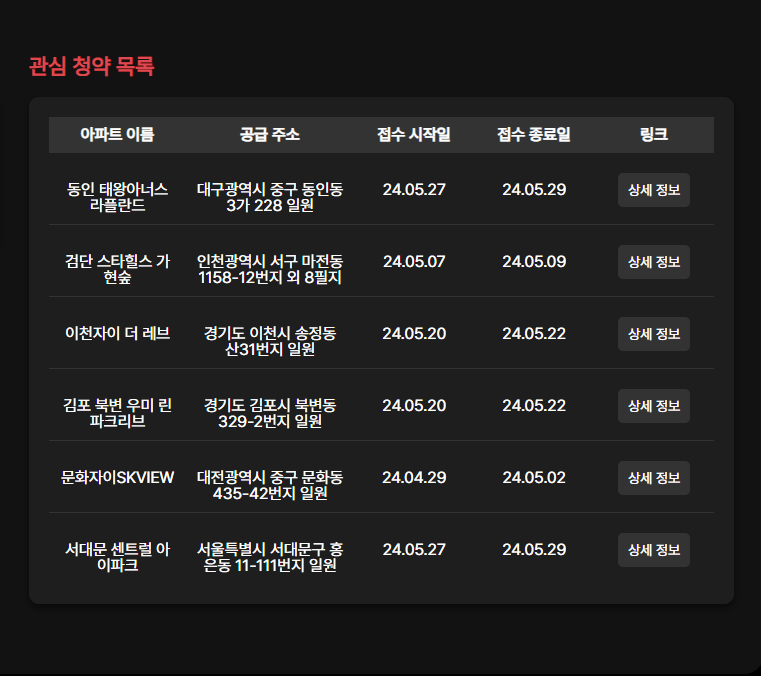 관심 청약 목록
아파트 이름 공급 주소 접수 시작일 접수 종료일 링크
동인 태왕아너스 라플란드 대구광역시 중구 동인동 3가 228 일원 24.05.27 24.05.29 상세 정보
검단 스타힐스 가현숲 인천광역시 서구 마전동 1158-12번지 외 8필지 24.05.07 24.05.09 상세 정보
이천자이 더 레브 경기도 이천시 송정동 산31번지 일원 24.05.20 24.05.22 상세 정보
김포 북변 우미 린 파크리브 경기도 김포시 북변동 329-2번지 일원 24.05.20 24.05.22 상세 정보
문화자이SKVIEW 대전광역시 중구 문화동 435-42번지 일원 24.04.29 24.05.02 상세 정보
서대문 센트럴 아이파크 서울특별시 서대문구 홍은동 11-111번지 일원 24.05.27 24.05.29 상세 정보